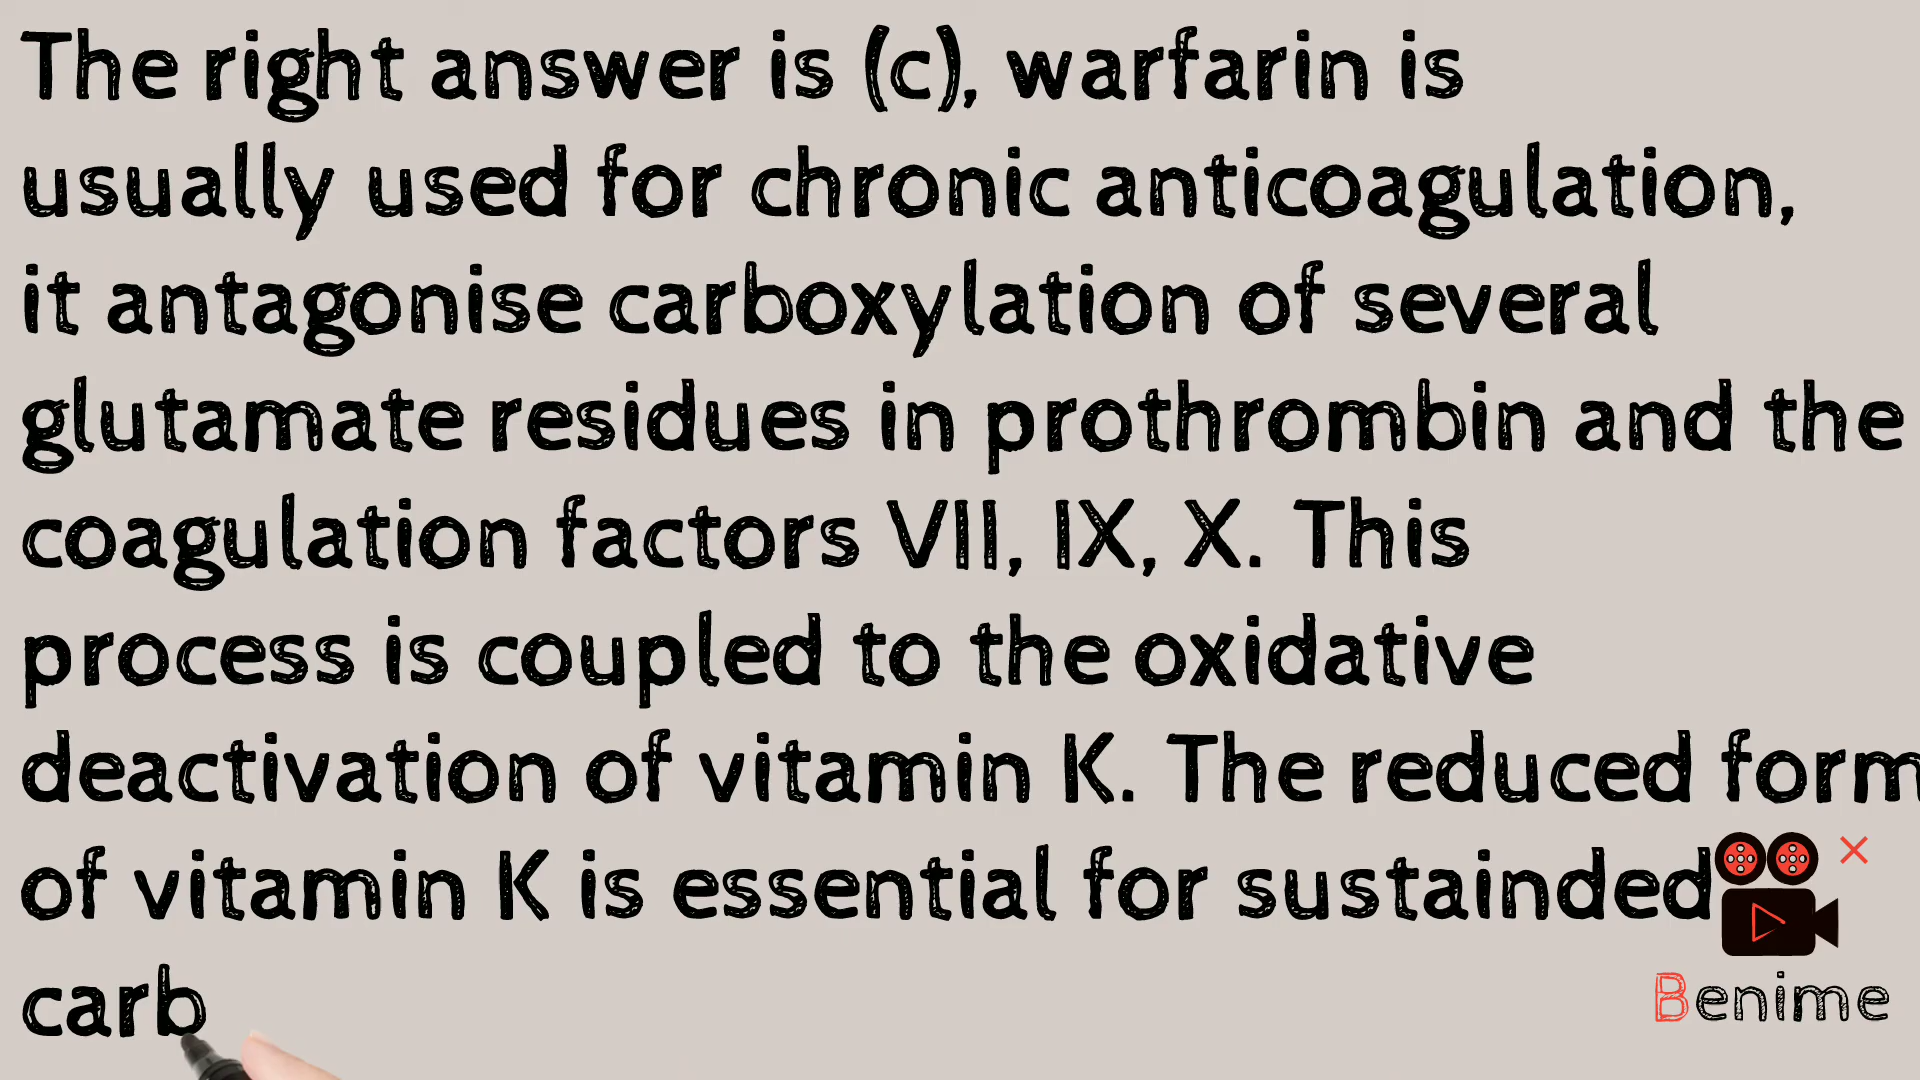 The right answer is (c), warfarin is
usually used for chronic anticoagulation,
it antagonise carboxylation of several
glutamate residues in prothrombin and the
coagulation factors VII, IX, X. This
process is coupled to the oxidative
deactivation of vitamin K. The reduced form
of vitamin K is essential for sustainded
carb
Benime